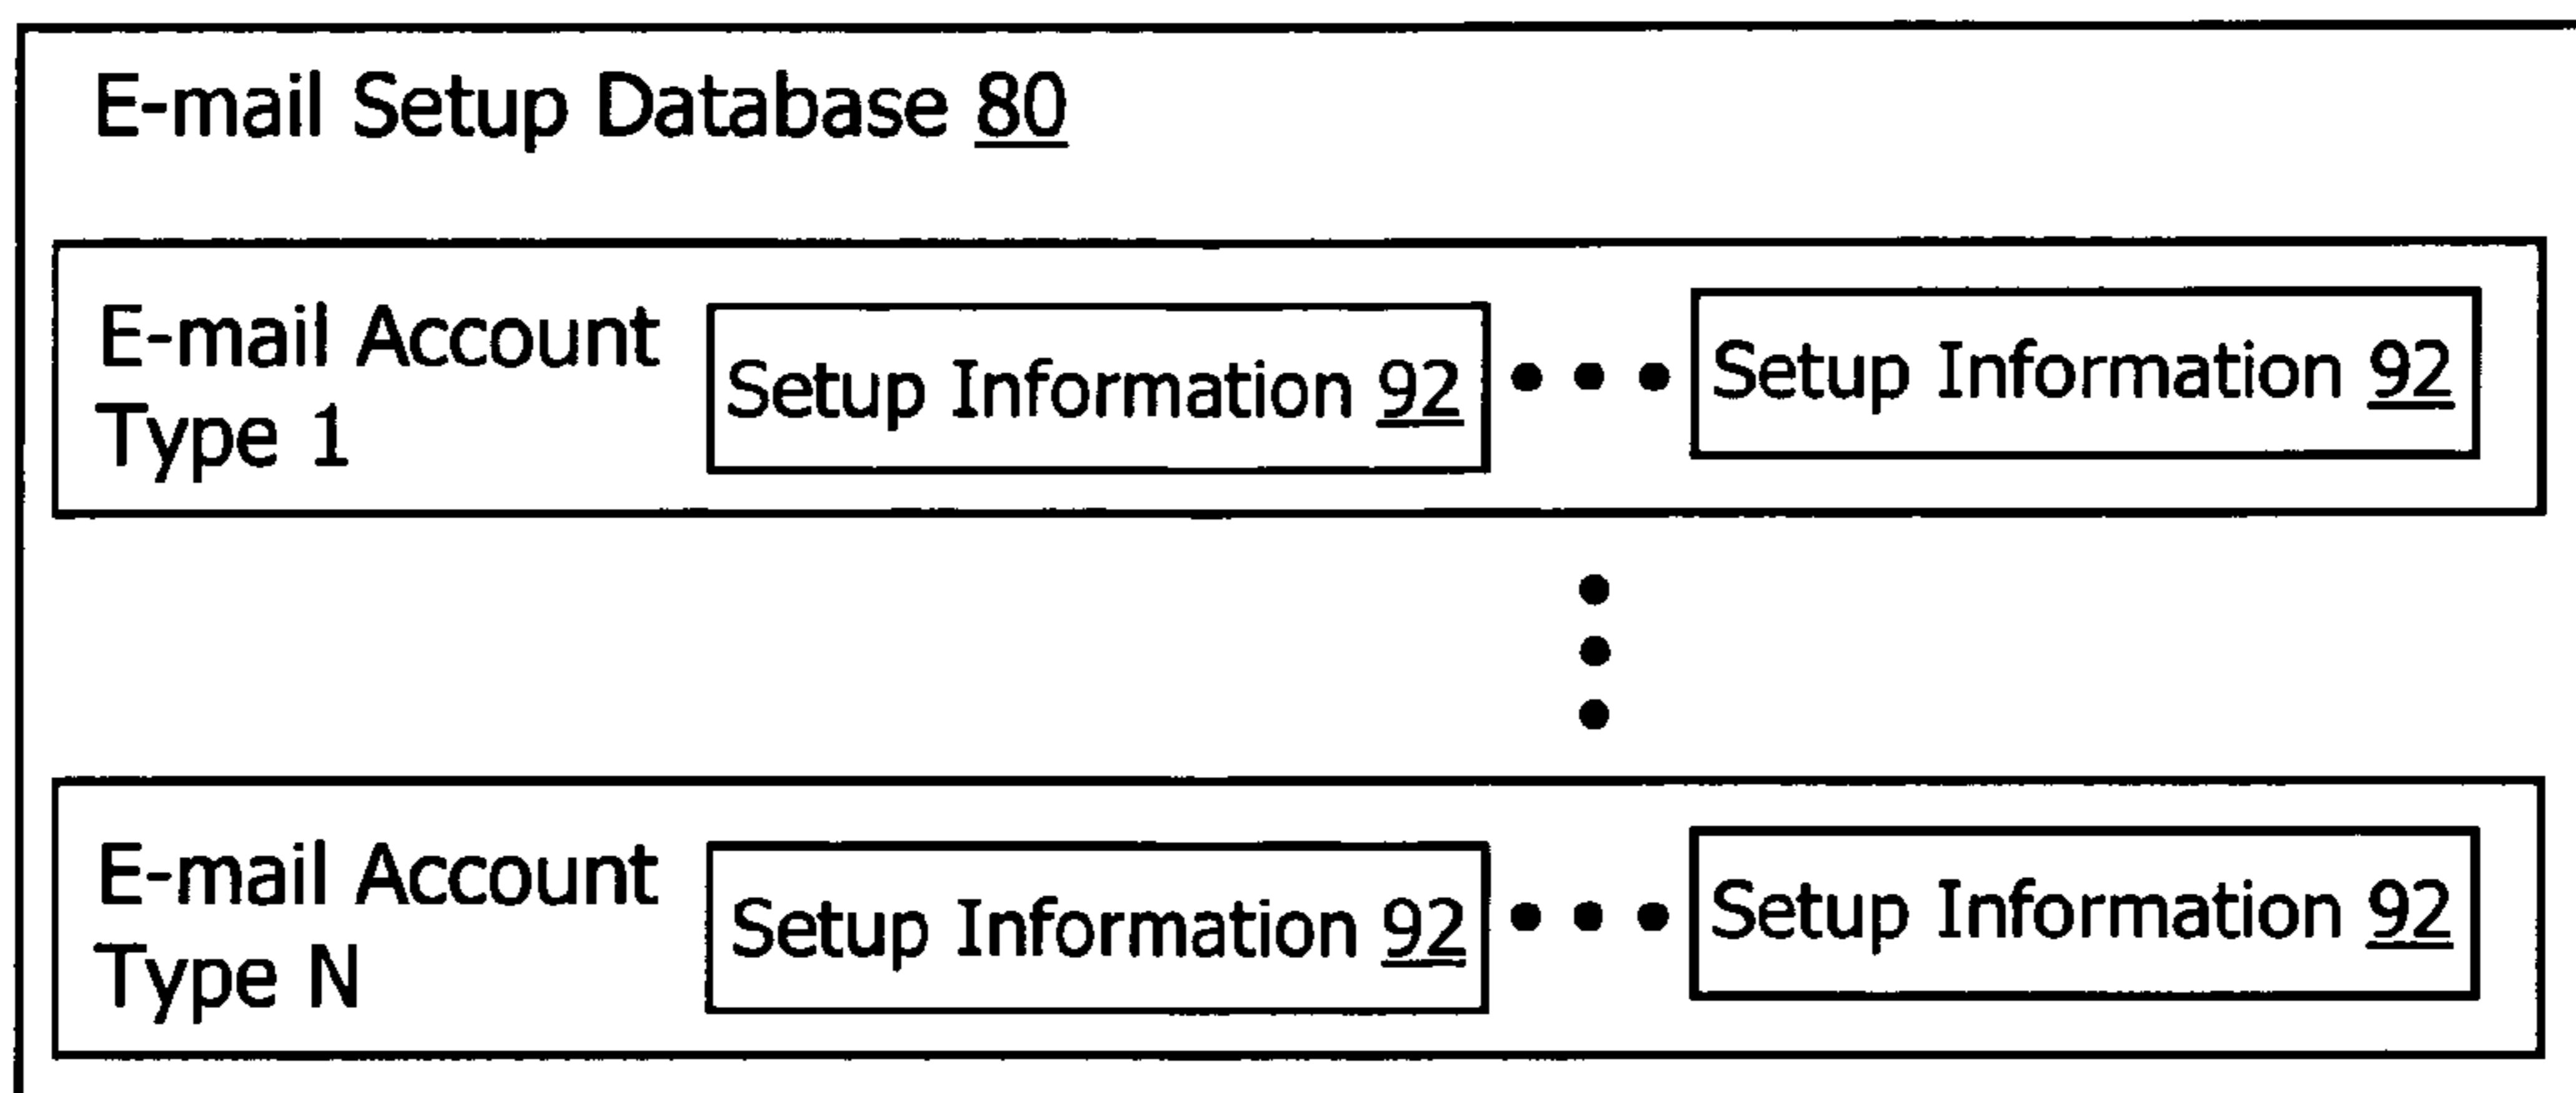 E-mail Setup Database 80
E-mail Account
Type 1
Setup Information 92
Setup Information 92
E-mail Account
Type N
Setup Information 92
Setup Information 92